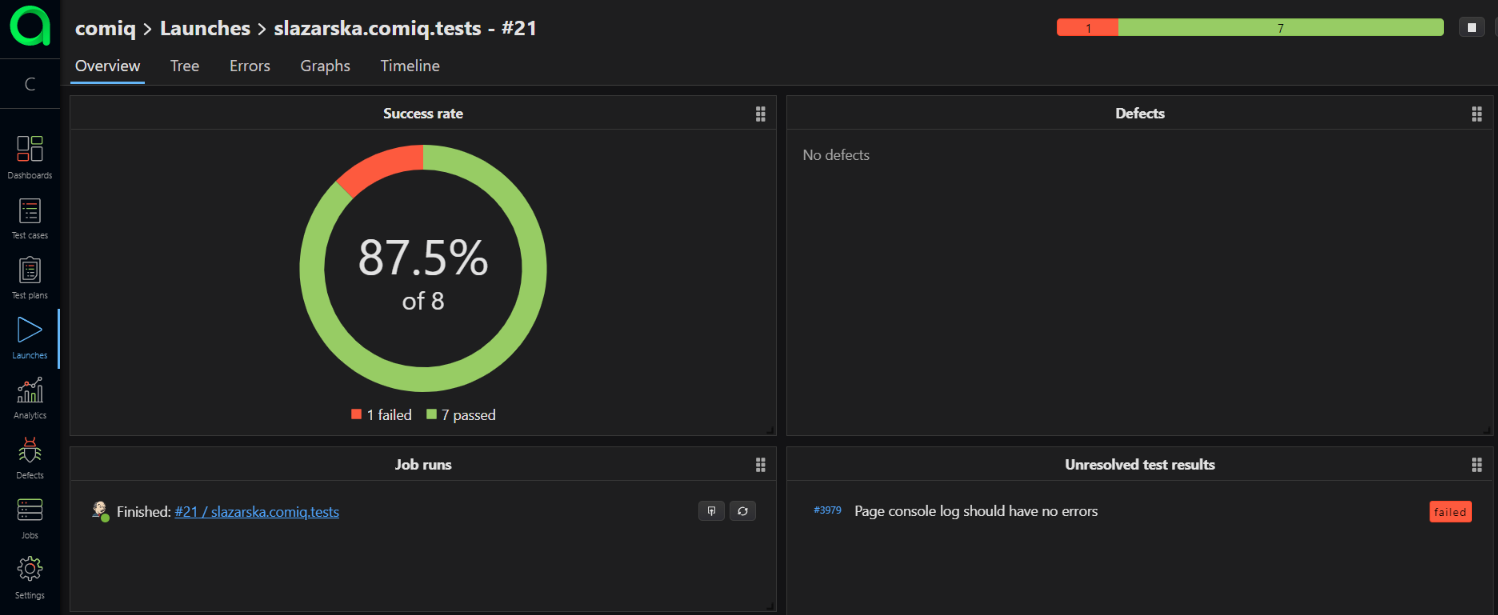 comiq > Launches > slazarska.comiq.tests - #21
1 7
Overview Tree Errors Graphs Timeline
C
Dashboards
Test cases
Test plans
Launches
Analytics
Defects
Jobs
Settings
Success rate
87.5%
of 8
1 failed 7 passed
Defects
No defects
Job runs
Finished: #21 / slazarska.comiq.tests
Unresolved test results
#3979 Page console log should have no errors failed